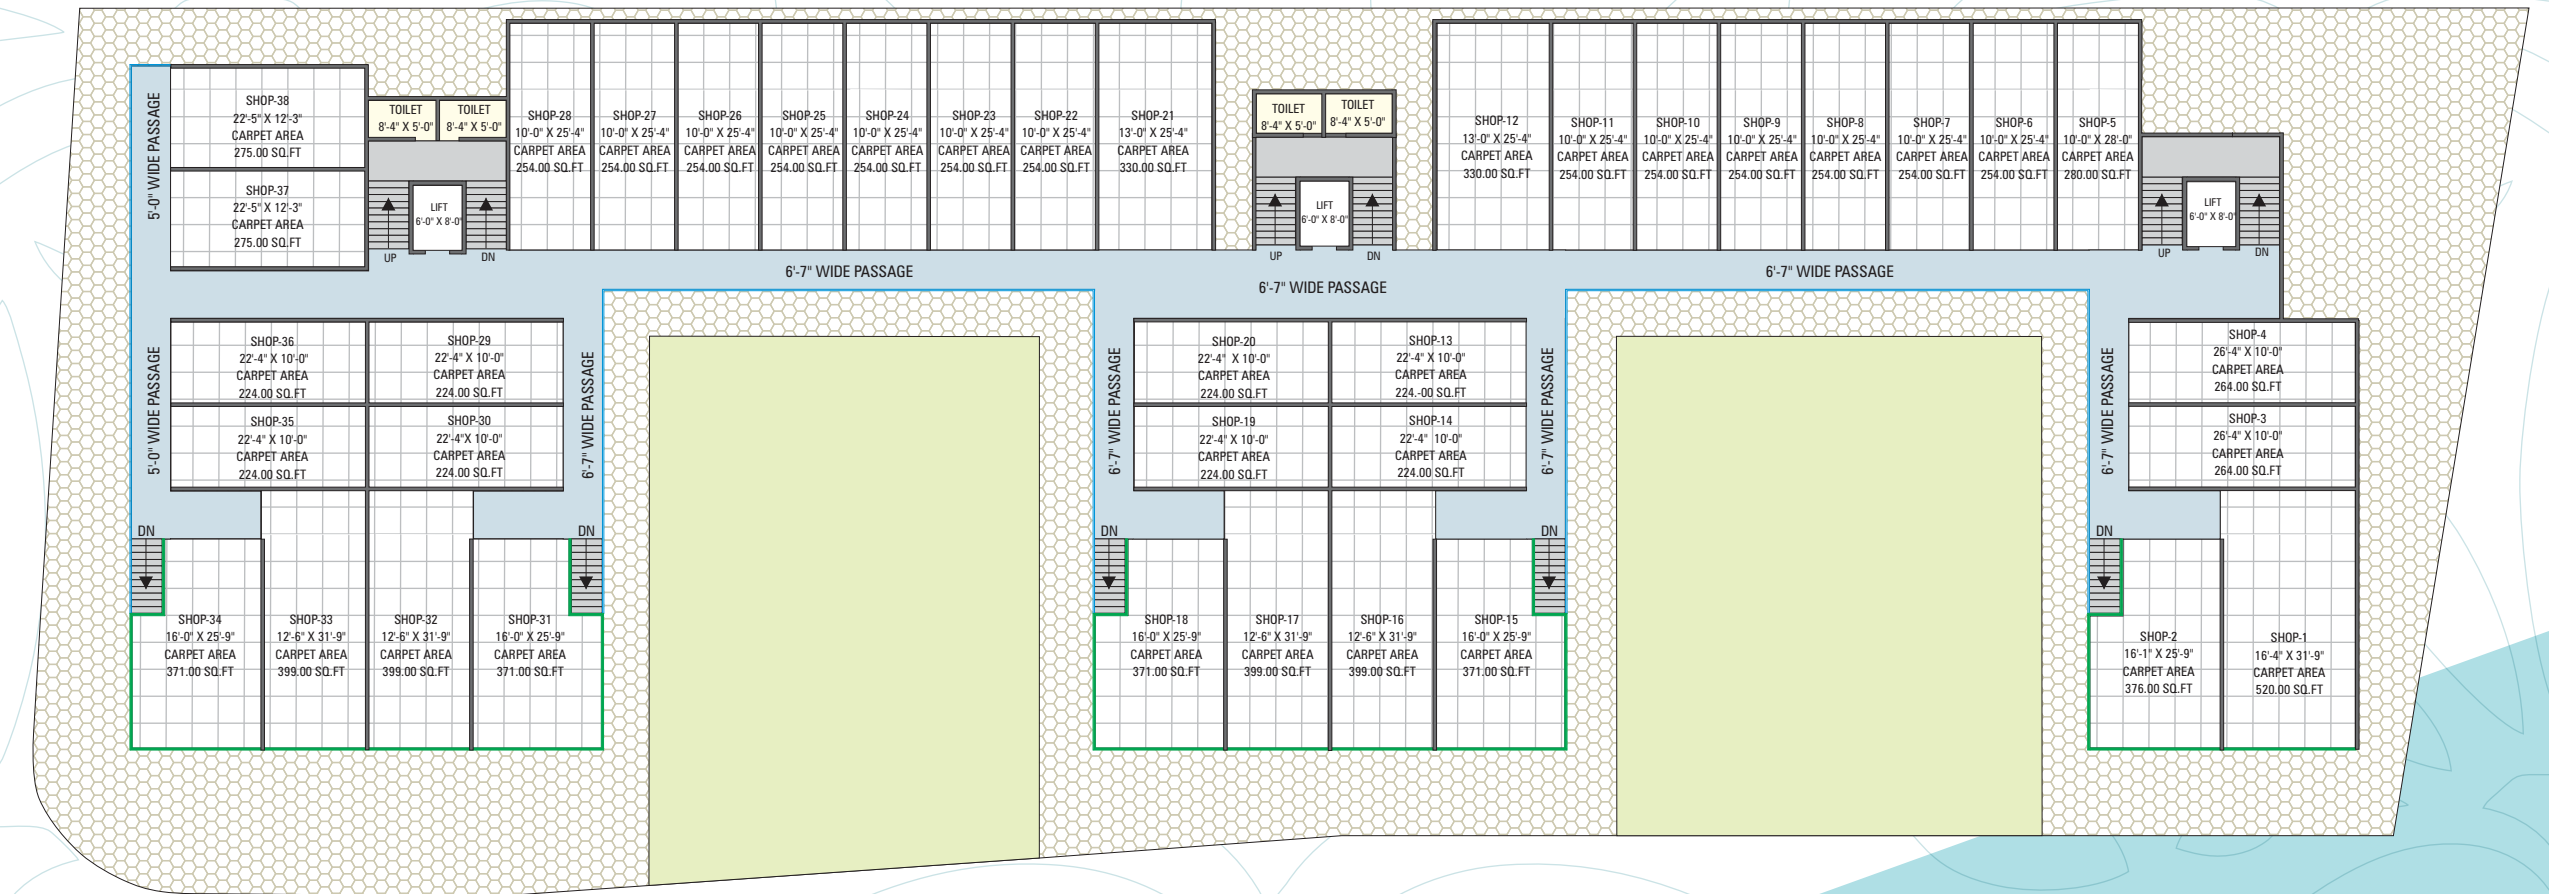 5'-0" WIDE PASSAGE
SHOP-38
22'-5" X 12'-3"
CARPET AREA
275.00 SQ.FT
SHOP-37
22'-5" X 12'-3"
CARPET AREA
275.00 SQ.FT
TOILET
8'-4" X 5'-0"
TOILET
8'-4" X 5'-0"
LIFT
6'-0" X 8'-0"
UP
DN
SHOP-28
10'-0" X 25'-4"
CARPET AREA
254.00 SQ.FT
SHOP-27
10'-0" X 25'-4"
CARPET AREA
254.00 SQ.FT
SHOP-26
10'-0" X 25'-4"
CARPET AREA
254.00 SQ.FT
SHOP-25
10'-0" X 25'-4"
CARPET AREA
254.00 SQ.FT
SHOP-24
10'-0" X 25'-4"
CARPET AREA
254.00 SQ.FT
SHOP-23
10'-0" X 25'-4"
CARPET AREA
254.00 SQ.FT
SHOP-22
10'-0" X 25'-4"
CARPET AREA
254.00 SQ.FT
SHOP-21
13'-0" X 25'-4"
CARPET AREA
330.00 SQ.FT
TOILET
8'-4" X 5'-0"
TOILET
8'-4" X 5'-0"
LIFT
6'-0" X 8'-0"
UP
DN
SHOP-12
13'-0" X 25'-4"
CARPET AREA
330.00 SQ.FT
SHOP-11
10'-0" X 25'-4"
CARPET AREA
254.00 SQ.FT
SHOP-10
10'-0" X 25'-4"
CARPET AREA
254.00 SQ.FT
SHOP-9
10'-0" X 25'-4"
CARPET AREA
254.00 SQ.FT
SHOP-8
10'-0" X 25'-4"
CARPET AREA
254.00 SQ.FT
SHOP-7
10'-0" X 25'-4"
CARPET AREA
254.00 SQ.FT
SHOP-6
10'-0" X 25'-4"
CARPET AREA
254.00 SQ.FT
SHOP-5
10'-0" X 28'-0"
CARPET AREA
280.00 SQ.FT
LIFT
6'-0" X 8'-0"
UP
DN
6'-7" WIDE PASSAGE
6'-7" WIDE PASSAGE
6'-7" WIDE PASSAGE
5'-0" WIDE PASSAGE
SHOP-36
22'-4" X 10'-0"
CARPET AREA
224.00 SQ.FT
SHOP-29
22'-4" X 10'-0"
CARPET AREA
224.00 SQ.FT
SHOP-35
22'-4" X 10'-0"
CARPET AREA
224.00 SQ.FT
SHOP-30
22'-4"X 10'-0"
CARPET AREA
224.00 SQ.FT
6'-7" WIDE PASSAGE
6'-7" WIDE PASSAGE
SHOP-20
22'-4" X 10'-0"
CARPET AREA
224.00 SQ.FT
SHOP-13
22'-4" X 10'-0"
CARPET AREA
224.-00 SQ.FT
SHOP-19
22'-4" X 10'-0"
CARPET AREA
224.00 SQ.FT
SHOP-14
22'-4" 10'-0"
CARPET AREA
224.00 SQ.FT
6'-7" WIDE PASSAGE
6'-7" WIDE PASSAGE
SHOP-4
26'-4" X 10'-0"
CARPET AREA
264.00 SQ.FT
SHOP-3
26'-4" X 10'-0"
CARPET AREA
264.00 SQ.FT
DN
SHOP-34
16'-0" X 25'-9"
CARPET AREA
371.00 SQ.FT
SHOP-33
12'-6" X 31'-9"
CARPET AREA
399.00 SQ.FT
SHOP-32
12'-6" X 31'-9"
CARPET AREA
399.00 SQ.FT
SHOP-31
16'-0" X 25'-9"
CARPET AREA
371.00 SQ.FT
DN
DN
SHOP-18
16'-0" X 25'-9"
CARPET AREA
371.00 SQ.FT
SHOP-17
12'-6" X 31'-9"
CARPET AREA
399.00 SQ.FT
SHOP-16
12'-6" X 31'-9"
CARPET AREA
399.00 SQ.FT
SHOP-15
16'-0" X 25'-9"
CARPET AREA
371.00 SQ.FT
DN
DN
SHOP-2
16'-1" X 25'-9"
CARPET AREA
376.00 SQ.FT
SHOP-1
16'-4" X 31'-9"
CARPET AREA
520.00 SQ.FT